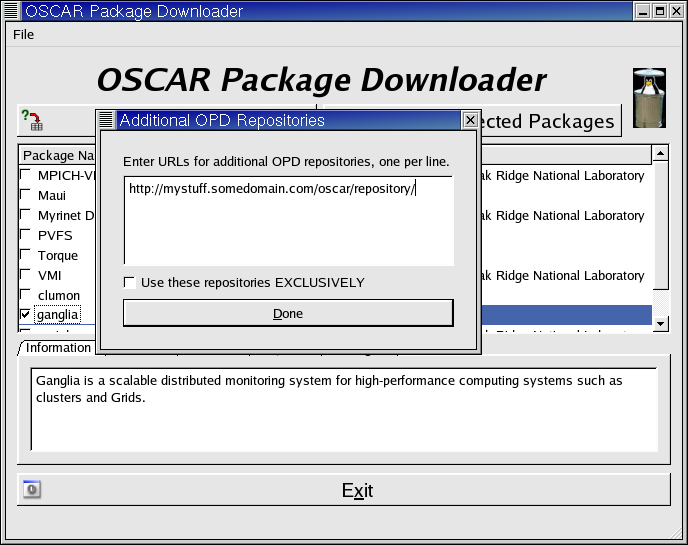 OSCAR Package Downloader
File
OSCAR Package Downloader
ected Packages
Additional OPD Repositories
Enter URLs for additional OPD repositories, one per line.
http://mystuff.somedomain.com/oscar/repository/
Use these repositories EXCLUSIVELY
Done
Package Na
MPICH-VM
ak Ridge National Laboratory
Maui
Myrinet D
ak Ridge National Laboratory
PVFS
Torque
VMI
ak Ridge National Laboratory
clumon
ganglia
Information
Ganglia is a scalable distributed monitoring system for high-performance computing systems such as
clusters and Grids.
Exit